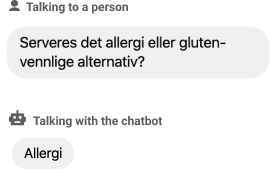 Talking to a person
Serveres det allergi eller gluten-
vennlige alternativ?
Talking with the chatbot
Allergi